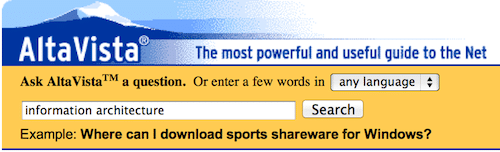 AltaVista® The most powerful and useful guide to the Net
Ask AltaVista™ a question. Or enter a few words in any language
information architecture Search
Example: Where can I download sports shareware for Windows?